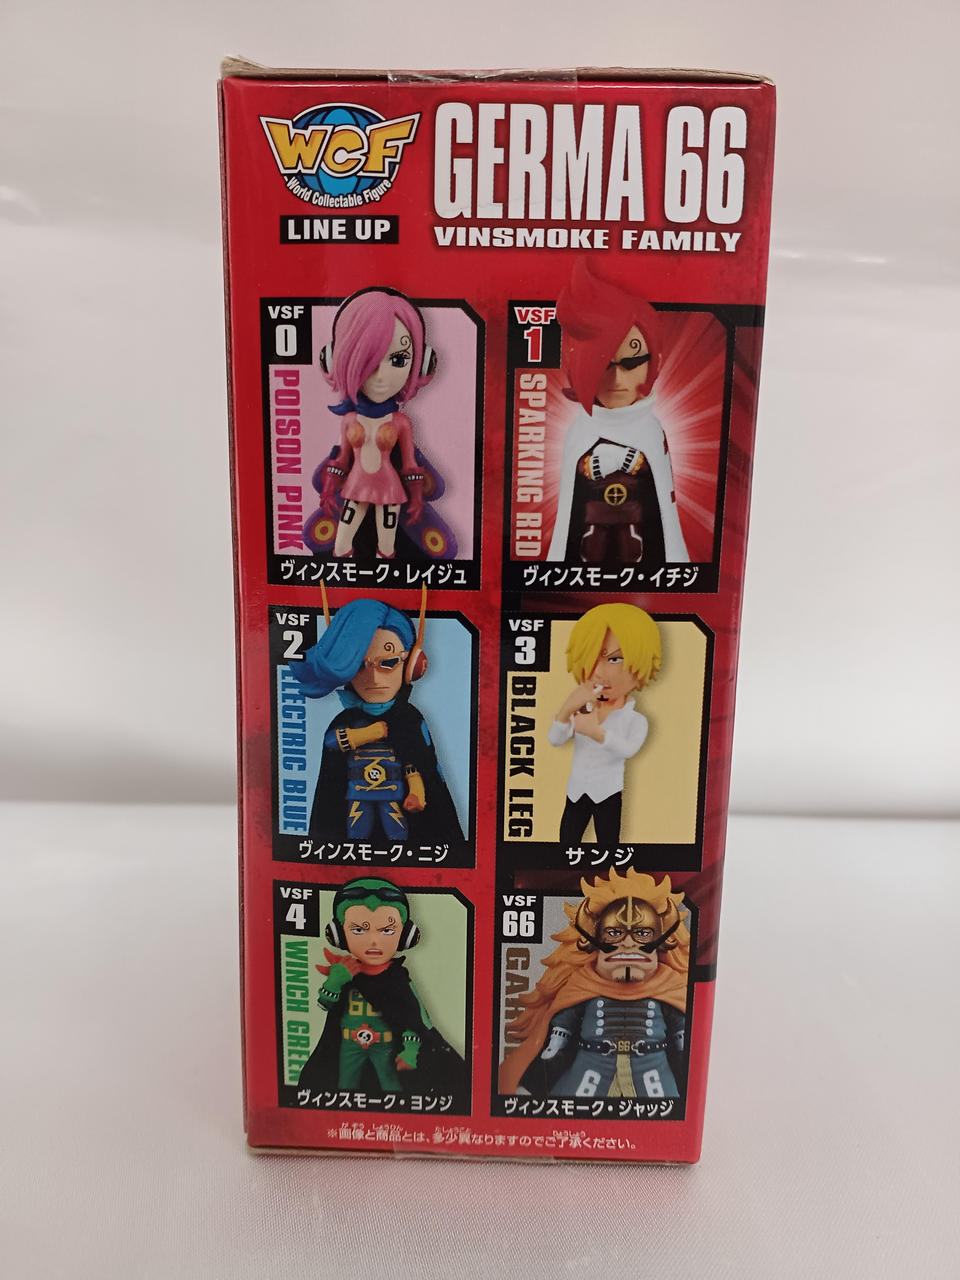 WCF
World Collectable Figure
LINE UP
GERMA 66
VINSMOKE FAMILY
VSF
0
POISON PINK
ヴィンスモーク・レイジュ
VSF
1
SPARKING RED
ヴィンスモーク・イチジ
VSF
2
ELECTRIC BLUE
ヴィンスモーク・ニジ
VSF
3
BLACK LEG
サンジ
VSF
4
WINCH GREEN
ヴィンスモーク・ヨンジ
VSF
66
ヴィンスモーク・ジャッジ
66
6 6
※画像と商品とは、多少異なりますのでご了承ください。